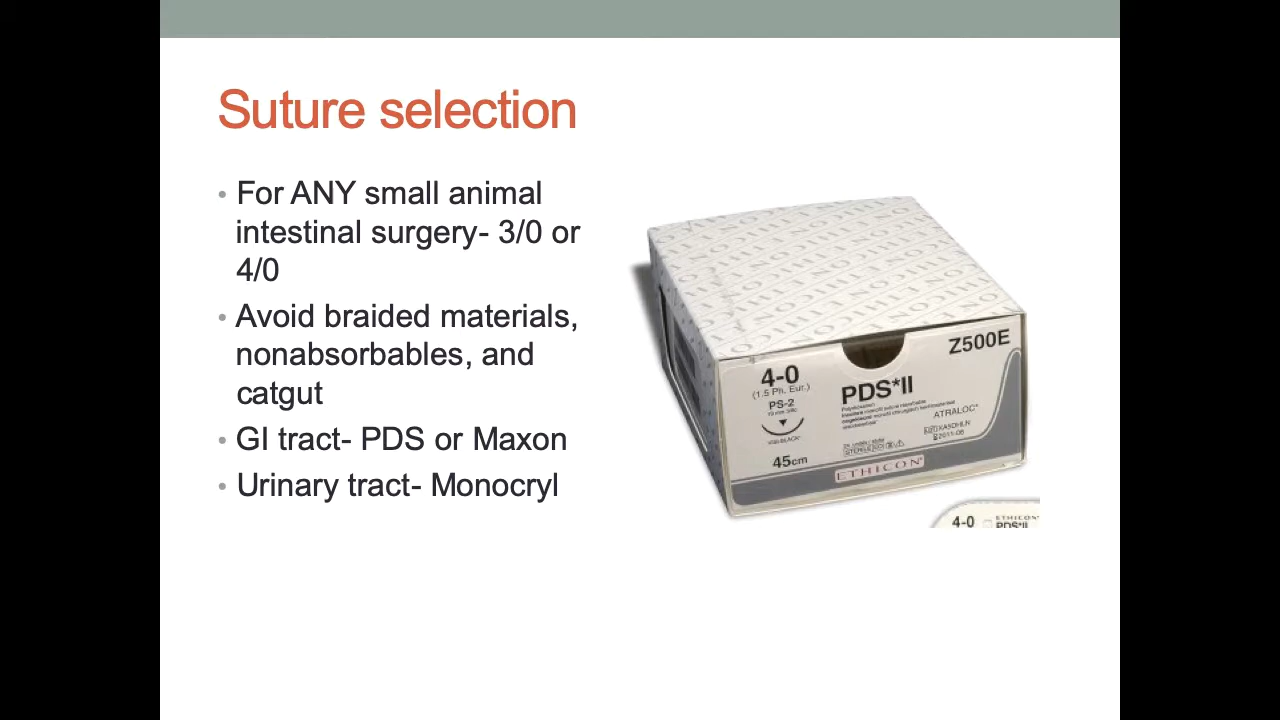 Suture selection
• For ANY small animal
intestinal surgery- 3/0 or
4/0
• Avoid braided materials,
nonabsorbables, and
catgut
• GI tract- PDS or Maxon
• Urinary tract- Monocryl
Z500E
4-0
(1.5 Ph. Eur.)
PS-2
PDS*II
ATRALOC*
45cm
ETHICON*
4-0
ETHICON*
PDS*II